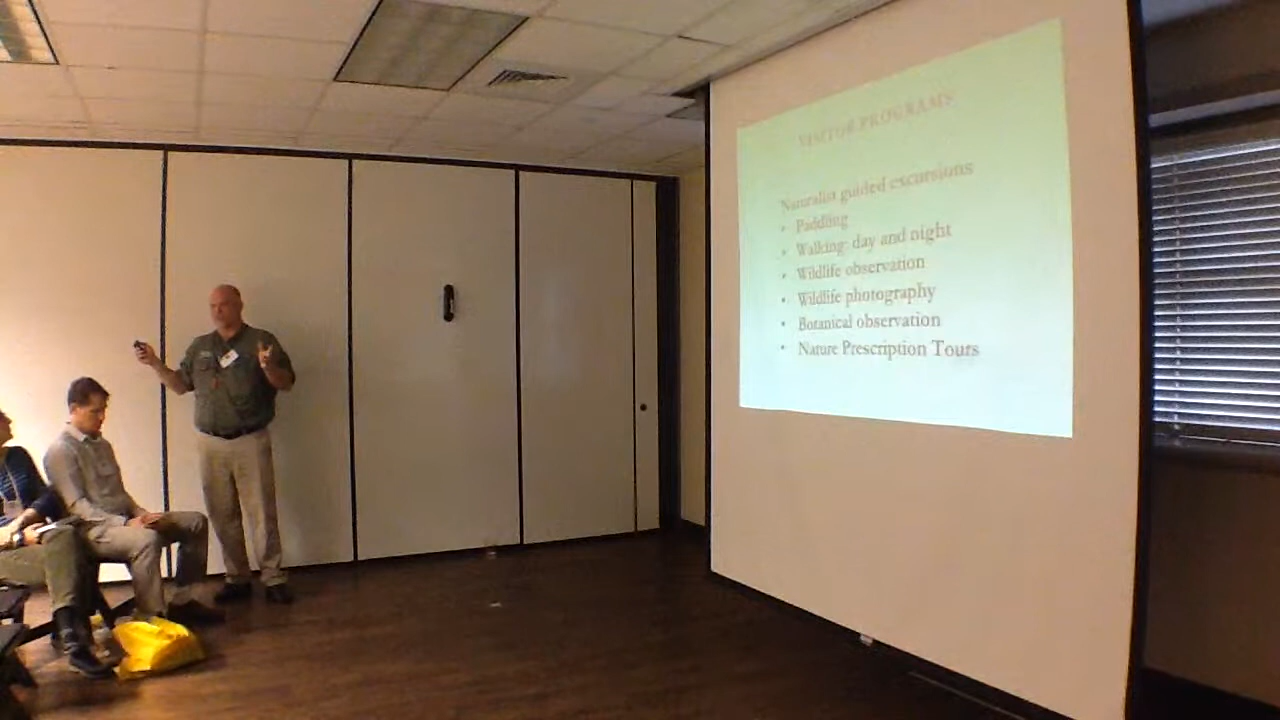 VISITOR PROGRAMS
Naturalist guided excursions
• Paddling
• Walking: day and night
• Wildlife observation
• Wildlife photography
• Botanical observation
• Nature Prescription Tours